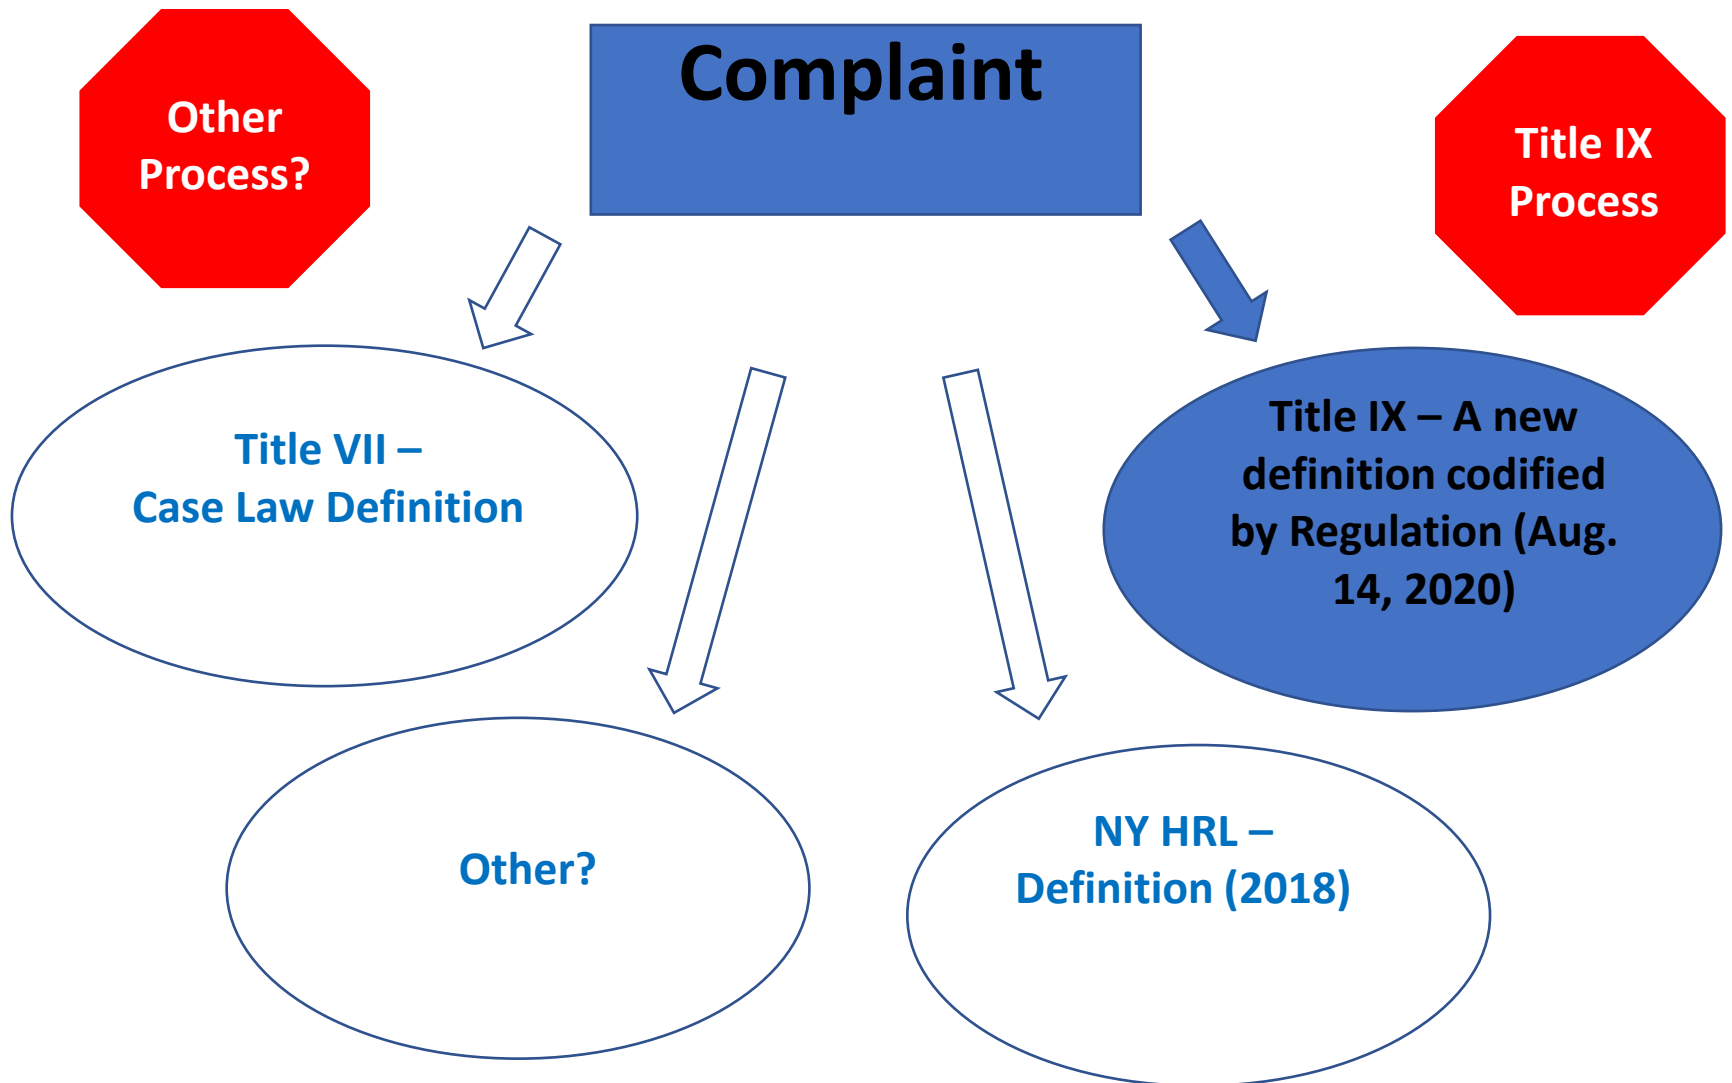 Complaint
Other
Process?
Title IX
Process
Title VII –
Case Law Definition
Title IX – A new
definition codified
by Regulation (Aug.
14, 2020)
Other?
NY HRL –
Definition (2018)